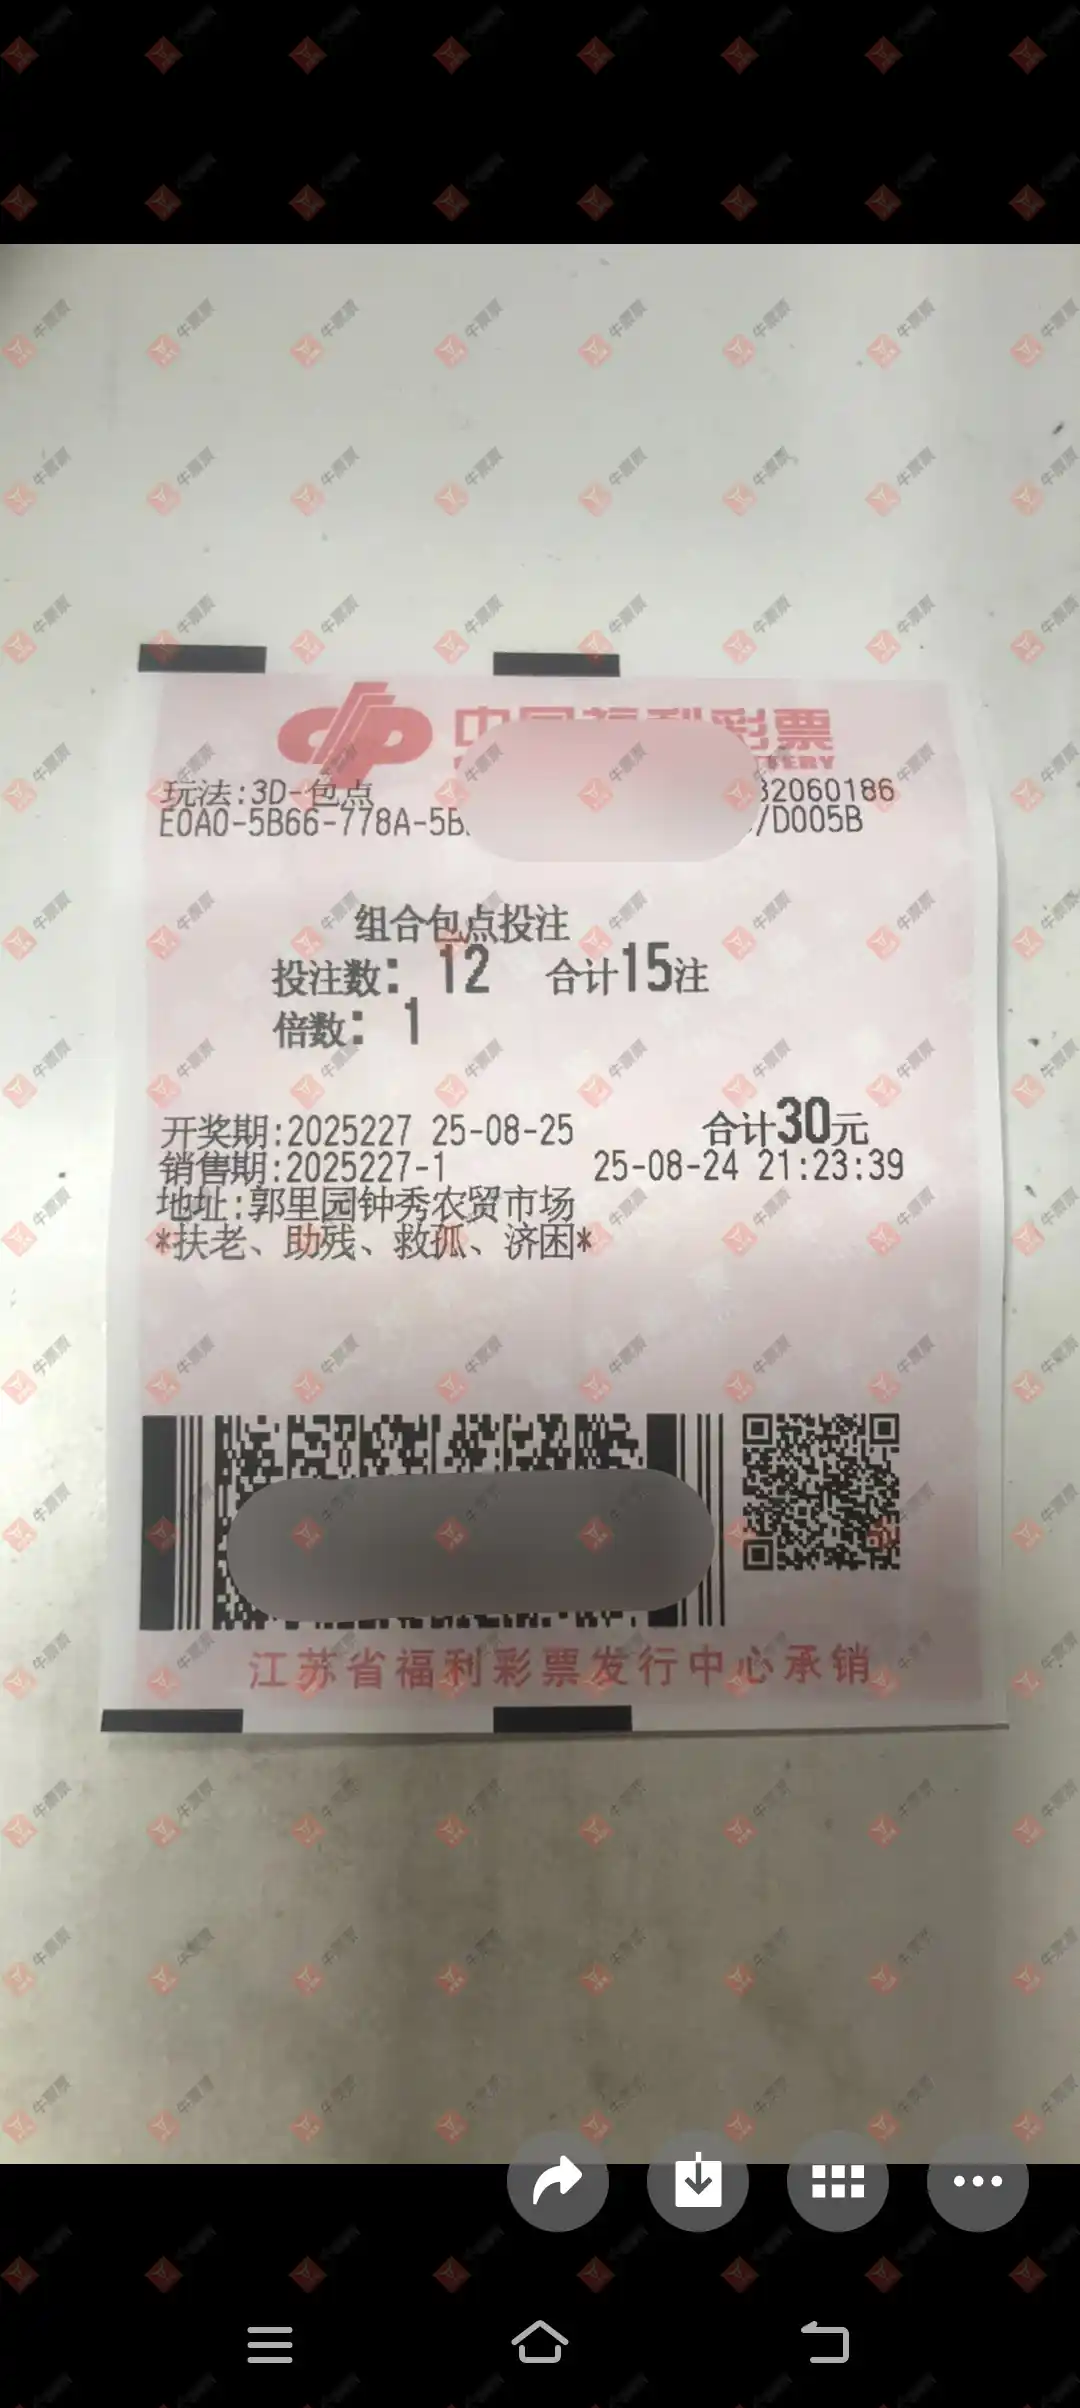 中国福利彩票
玩法:3D-包点
32060186
E0A0-5B66-778A-5B
/D005B
组合包点投注
投注数: 12 合计15注
倍数: 1
开奖期:2025227 25-08-25 合计30元
销售期:2025227-1 25-08-24 21:23:39
地址:郭里园钟秀农贸市场
*扶老、助残、救孤、济困*
江苏省福利彩票发行中心承销
牛票票